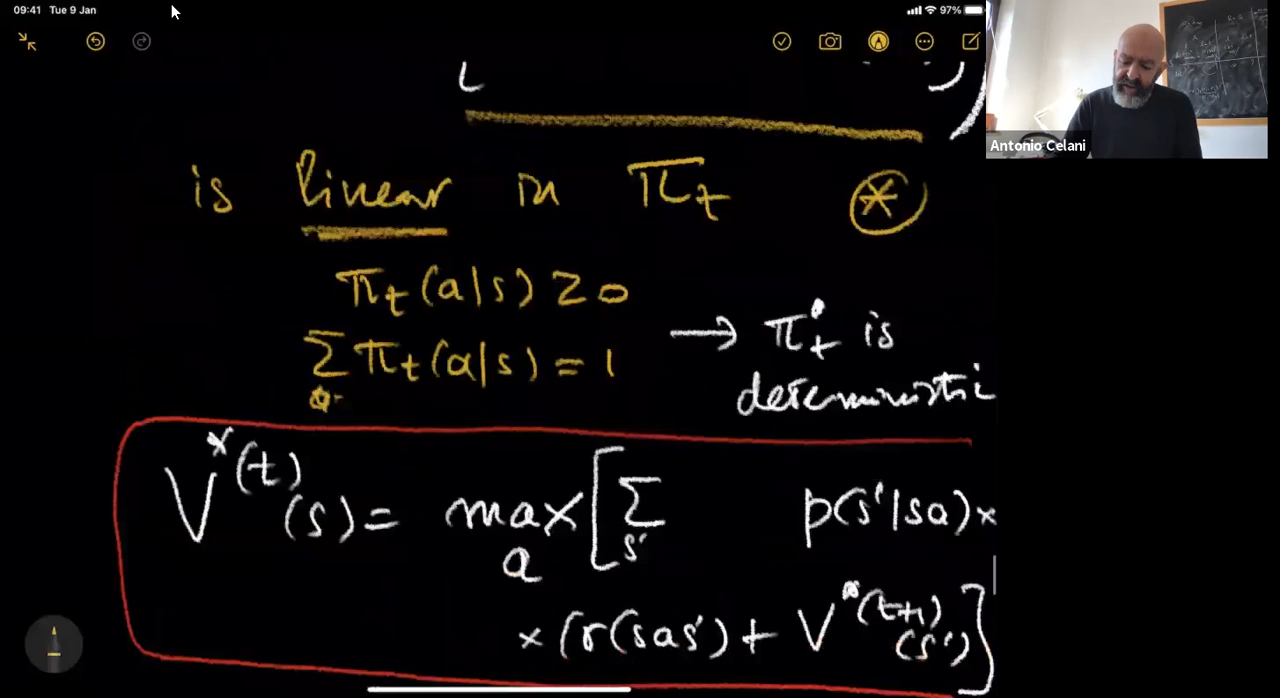 09:41 Tue 9 Jan
97%
Antonio Celani
is linear in π_t ⊛
π_t(a|s) ≥ 0
Σ_a π_t(a|s) = 1 → π*_t is
deterministic
V*^(t)(s) = max_a [ Σ_s' p(s'|sa) ×
× (r(sas') + V*^(t+1)(s') ]